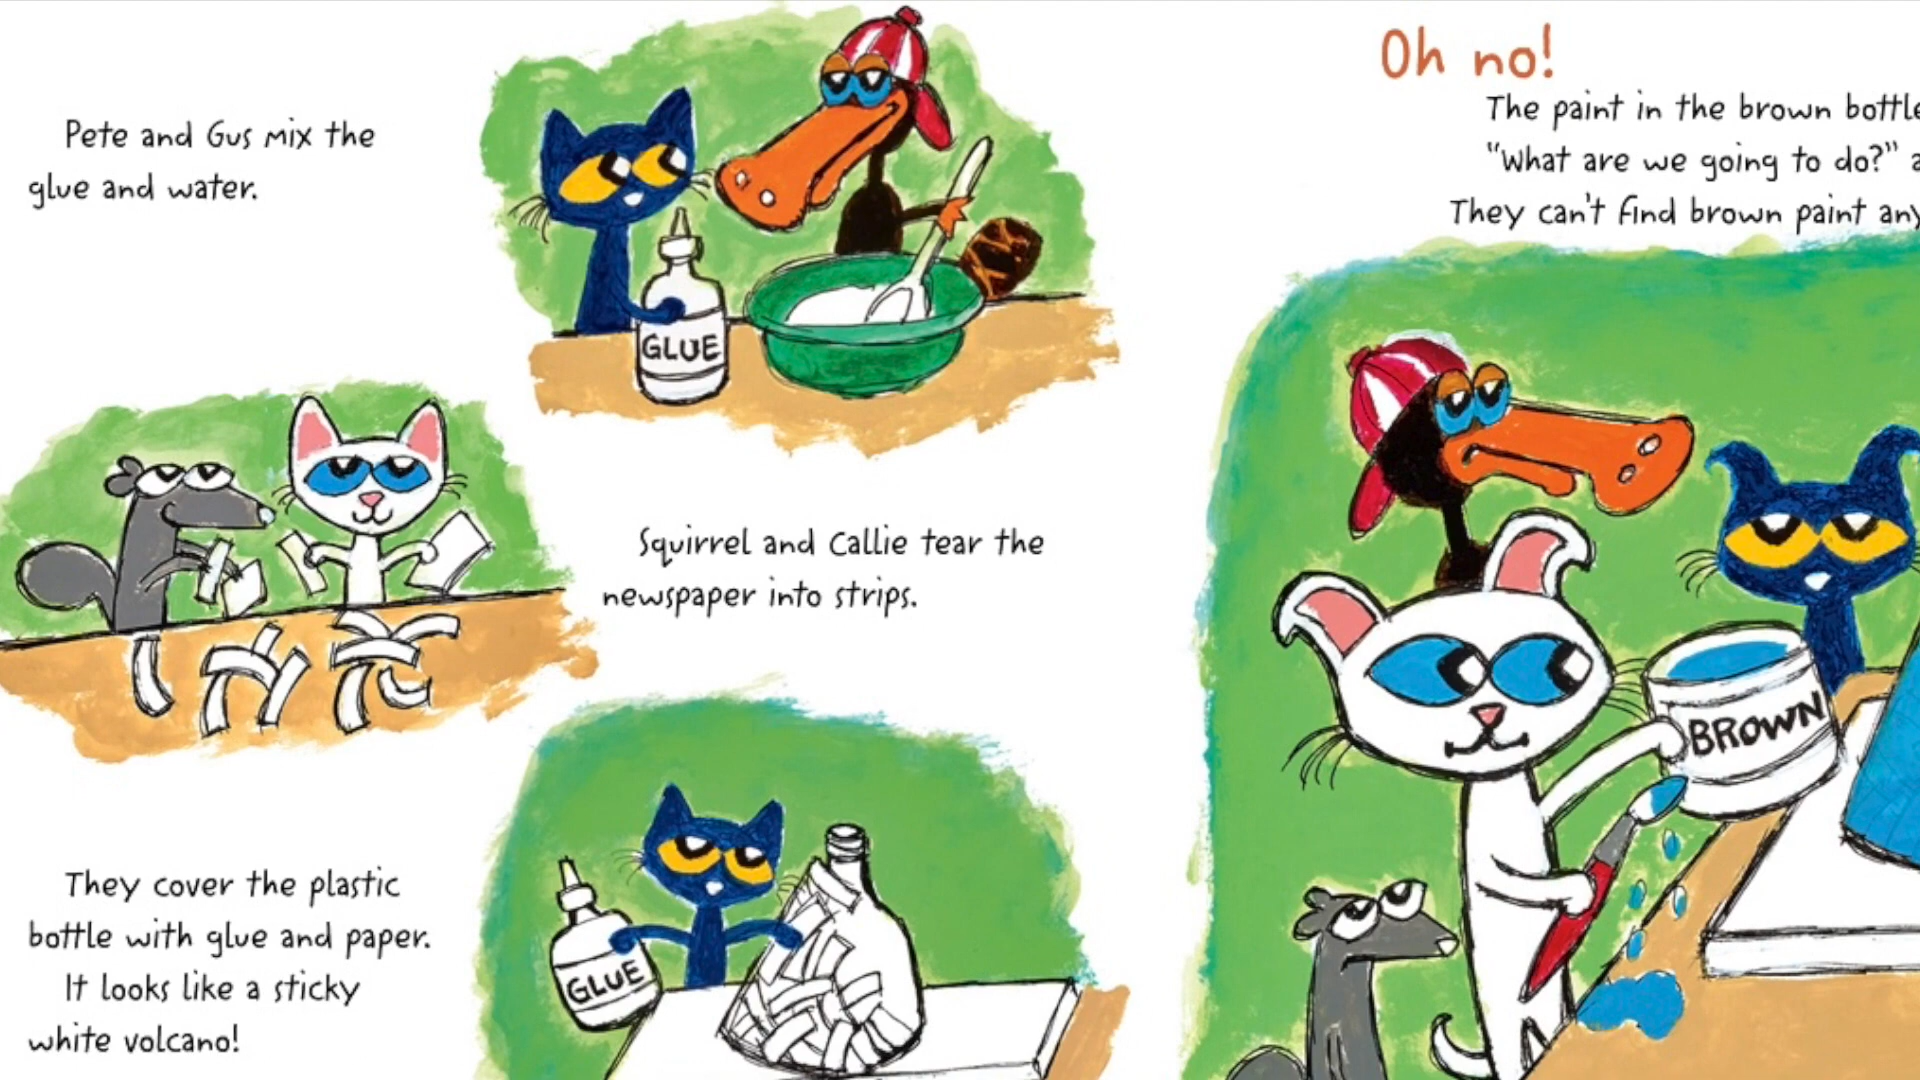 Pete and Gus mix the
glue and water.
GLUE
Squirrel and Callie tear the
newspaper into strips.
They cover the plastic
bottle with glue and paper.
It looks like a sticky
white volcano!
GLUE
Oh no!
The paint in the brown bottle
"What are we going to do?"
They can't find brown paint
BROWN